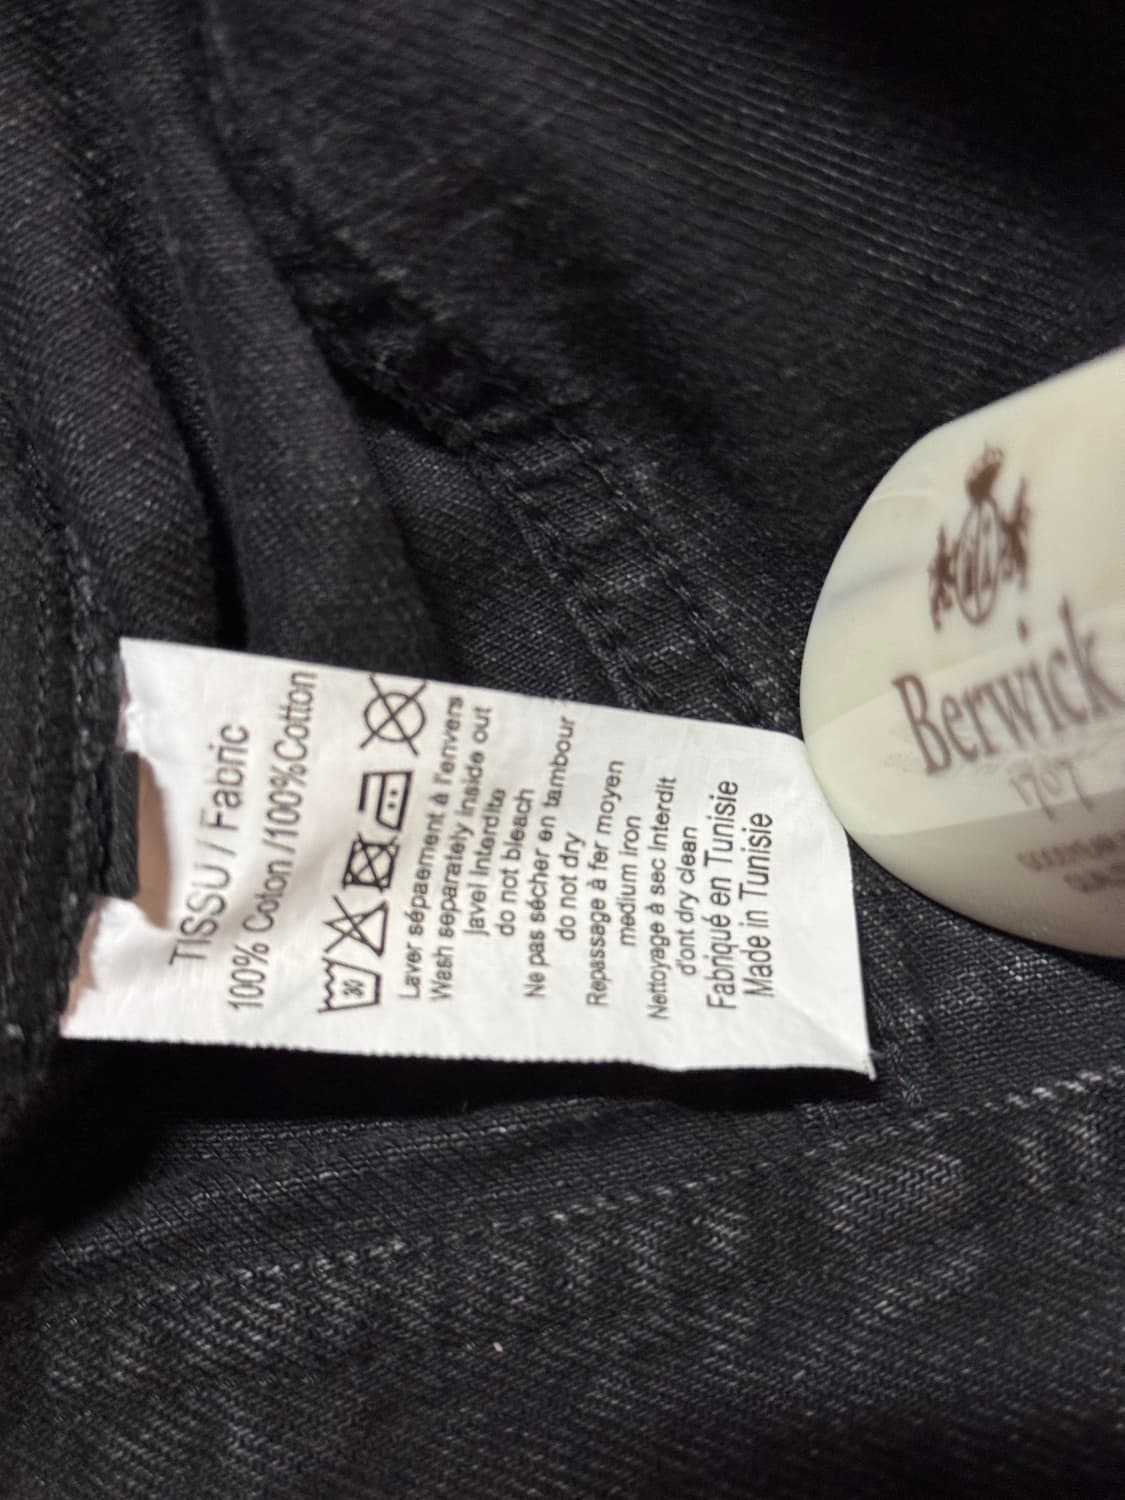 TISSU / Fabric
100% Coton /100%Cotton
30
Laver sépaement à l'envers
Wash separately inside out
Javel Interdite
do not bleach
Ne pas sécher en tambour
do not dry
Repassage à fer moyen
medium iron
Nettoyage à sec Interdit
d'ont dry clean
Fabriqué en Tunisie
Made in Tunisie
Berwick
1707